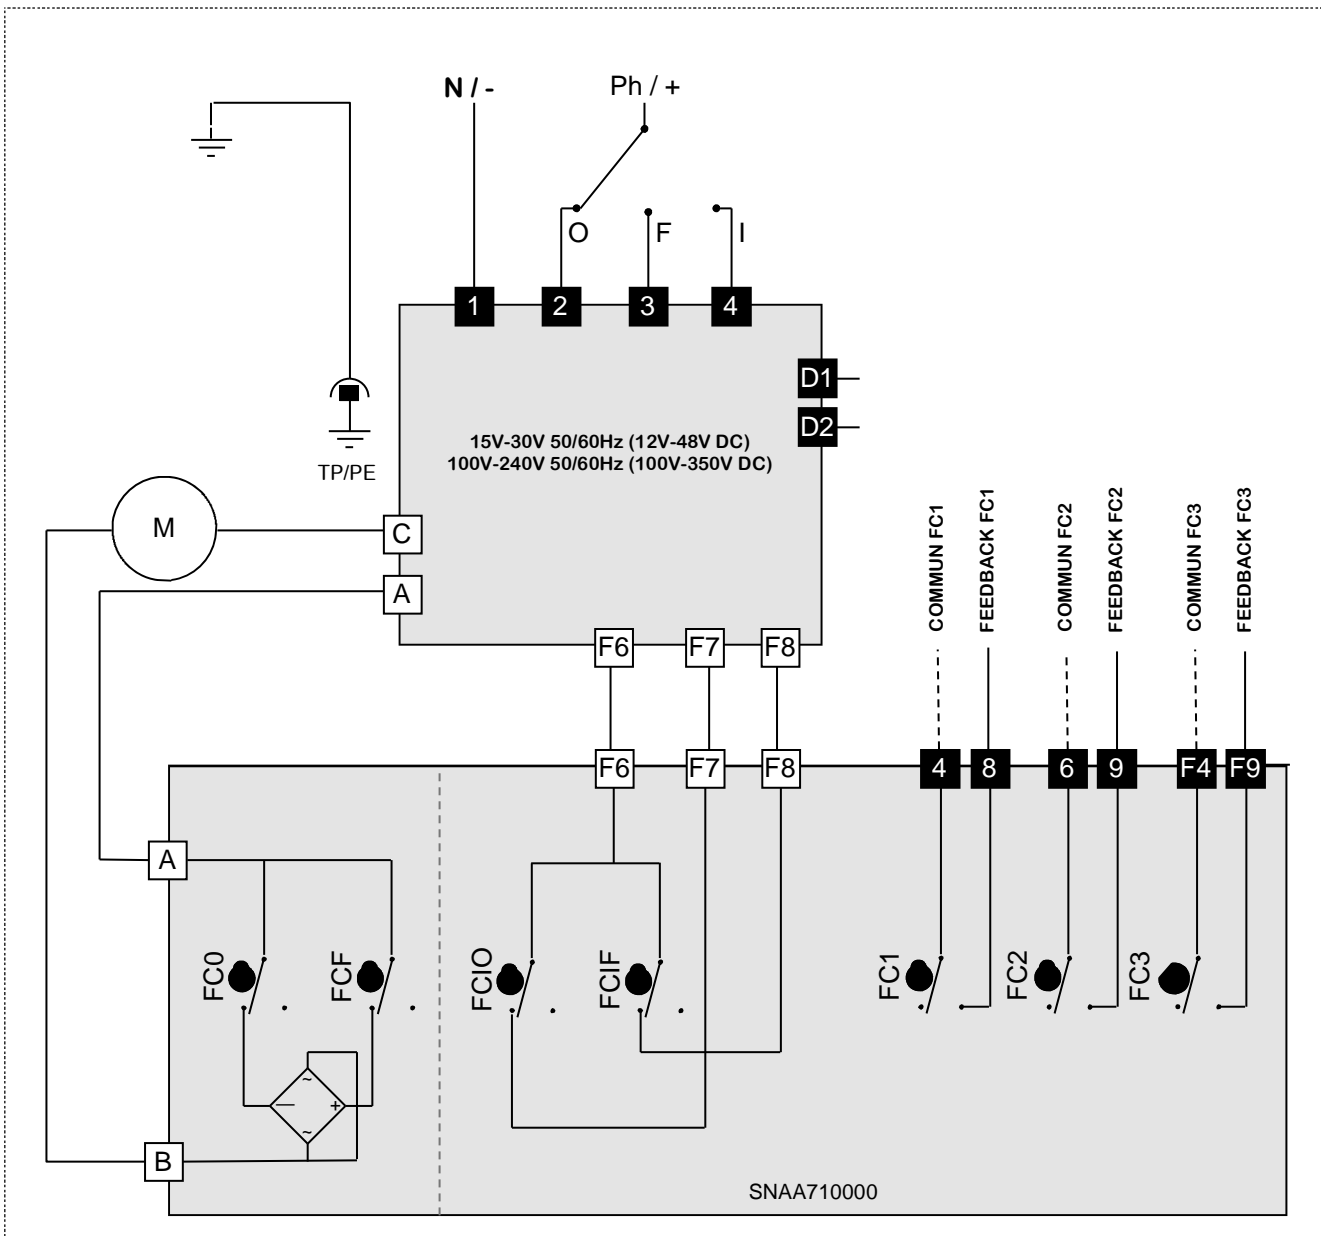 N / -
Ph / +
O
F
I
1
2
3
4
D1
D2
15V-30V 50/60Hz (12V-48V DC)
100V-240V 50/60Hz (100V-350V DC)
TP/PE
M
C
A
F6
F7
F8
COMMUN FC1
FEEDBACK FC1
COMMUN FC2
FEEDBACK FC2
COMMUN FC3
FEEDBACK FC3
F6
F7
F8
4
8
6
9
F4
F9
A
FC0
FCF
FCIO
FCIF
FC1
FC2
FC3
~
— +
~
B
SNAA710000